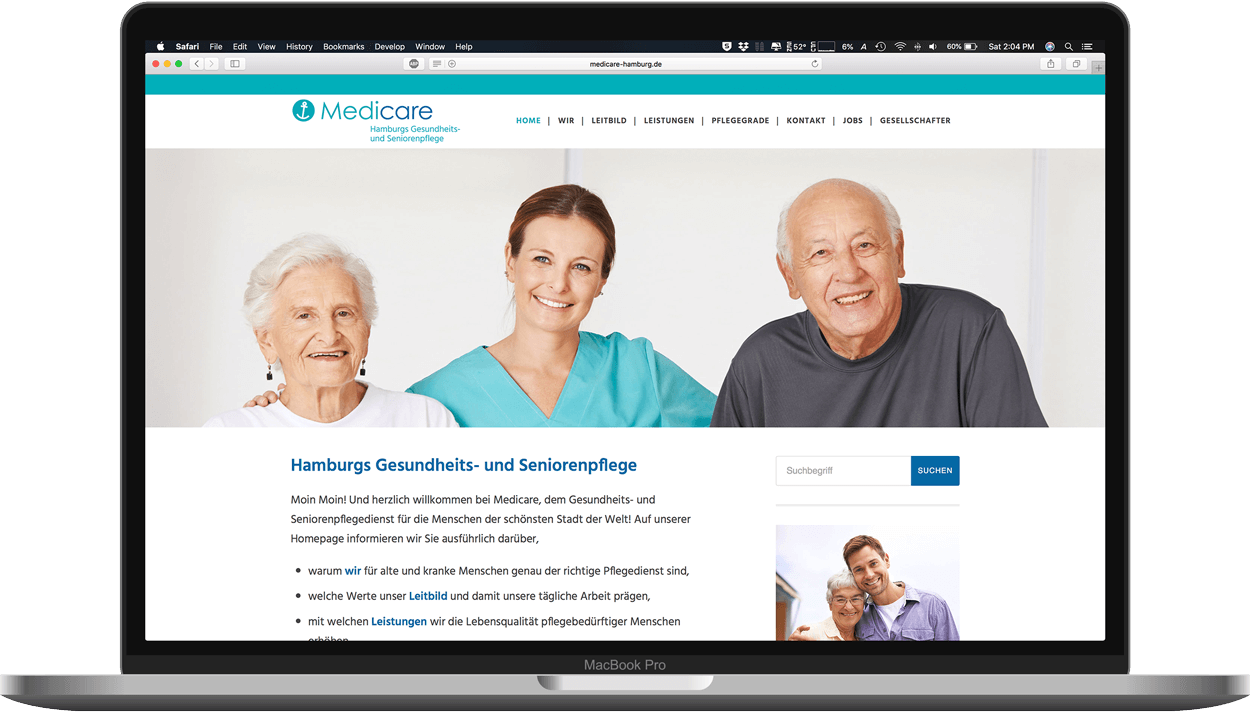 Safari File Edit View History Bookmarks Develop Window Help
52° 6% 60% Sat 2:04 PM
ABP
medicare-hamburg.de
Medicare
Hamburgs Gesundheits-
und Seniorenpflege
HOME | WIR | LEITBILD | LEISTUNGEN | PFLEGEGRADE | KONTAKT | JOBS | GESELLSCHAFTER
Hamburgs Gesundheits- und Seniorenpflege
Moin Moin! Und herzlich willkommen bei Medicare, dem Gesundheits- und
Seniorenpflegedienst für die Menschen der schönsten Stadt der Welt! Auf unserer
Homepage informieren wir Sie ausführlich darüber,
• warum wir für alte und kranke Menschen genau der richtige Pflegedienst sind,
• welche Werte unser Leitbild und damit unsere tägliche Arbeit prägen,
• mit welchen Leistungen wir die Lebensqualität pflegebedürftiger Menschen
erhöhen
Suchbegriff SUCHEN
MacBook Pro